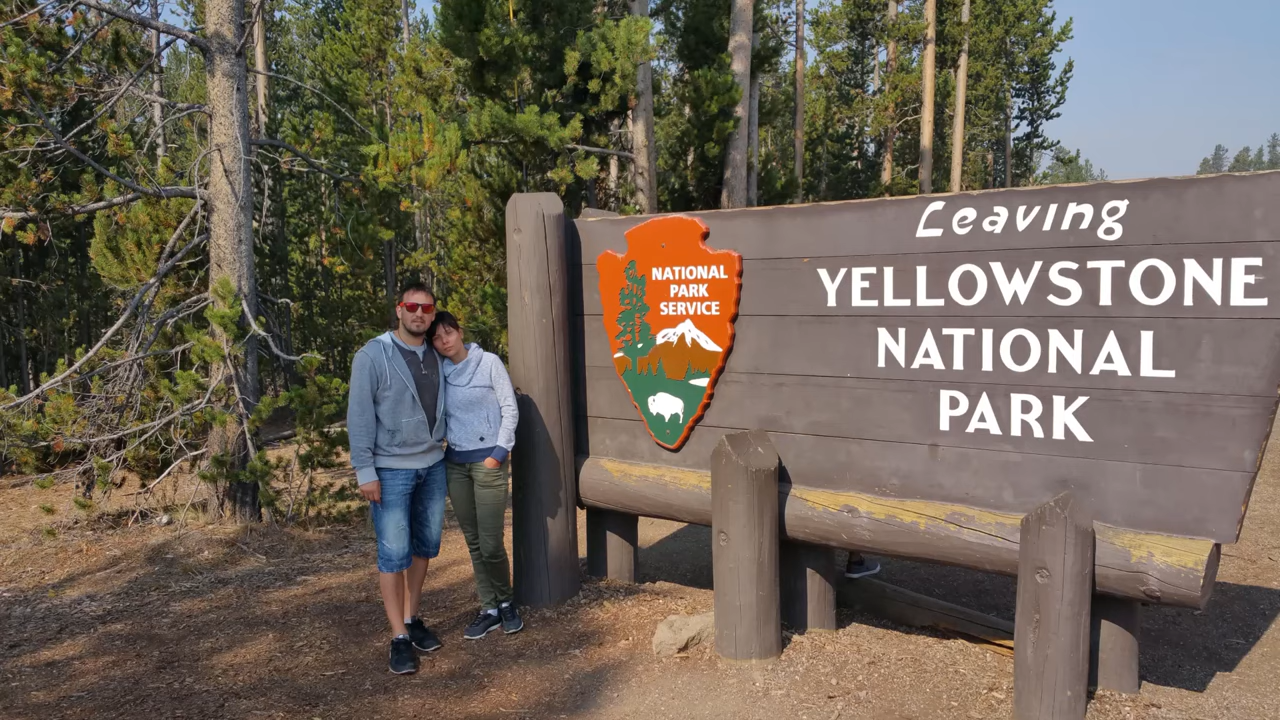 NATIONAL
PARK
SERVICE
Leaving
YELLOWSTONE
NATIONAL
PARK